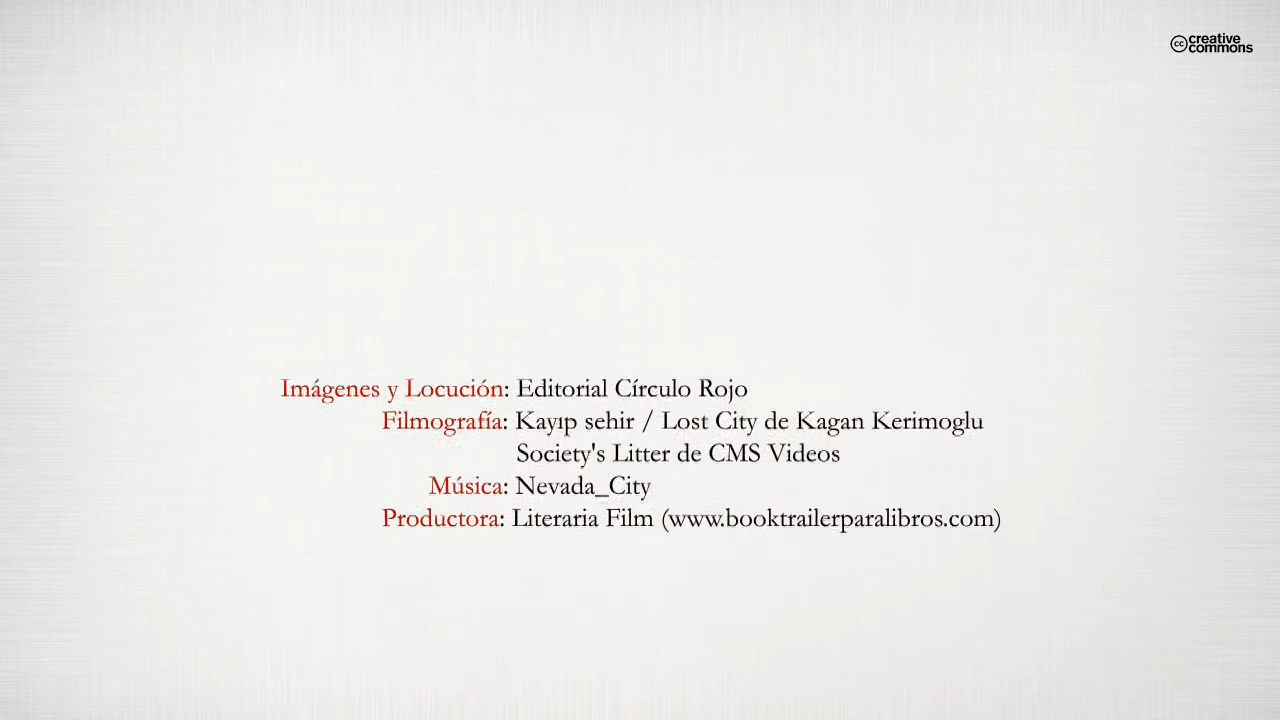 creative
commons
Imágenes y Locución: Editorial Círculo Rojo
Filmografía: Kayıp sehir / Lost City de Kagan Kerimoglu
Society's Litter de CMS Videos
Música: Nevada_City
Productora: Literaria Film (www.booktrailerparalibros.com)